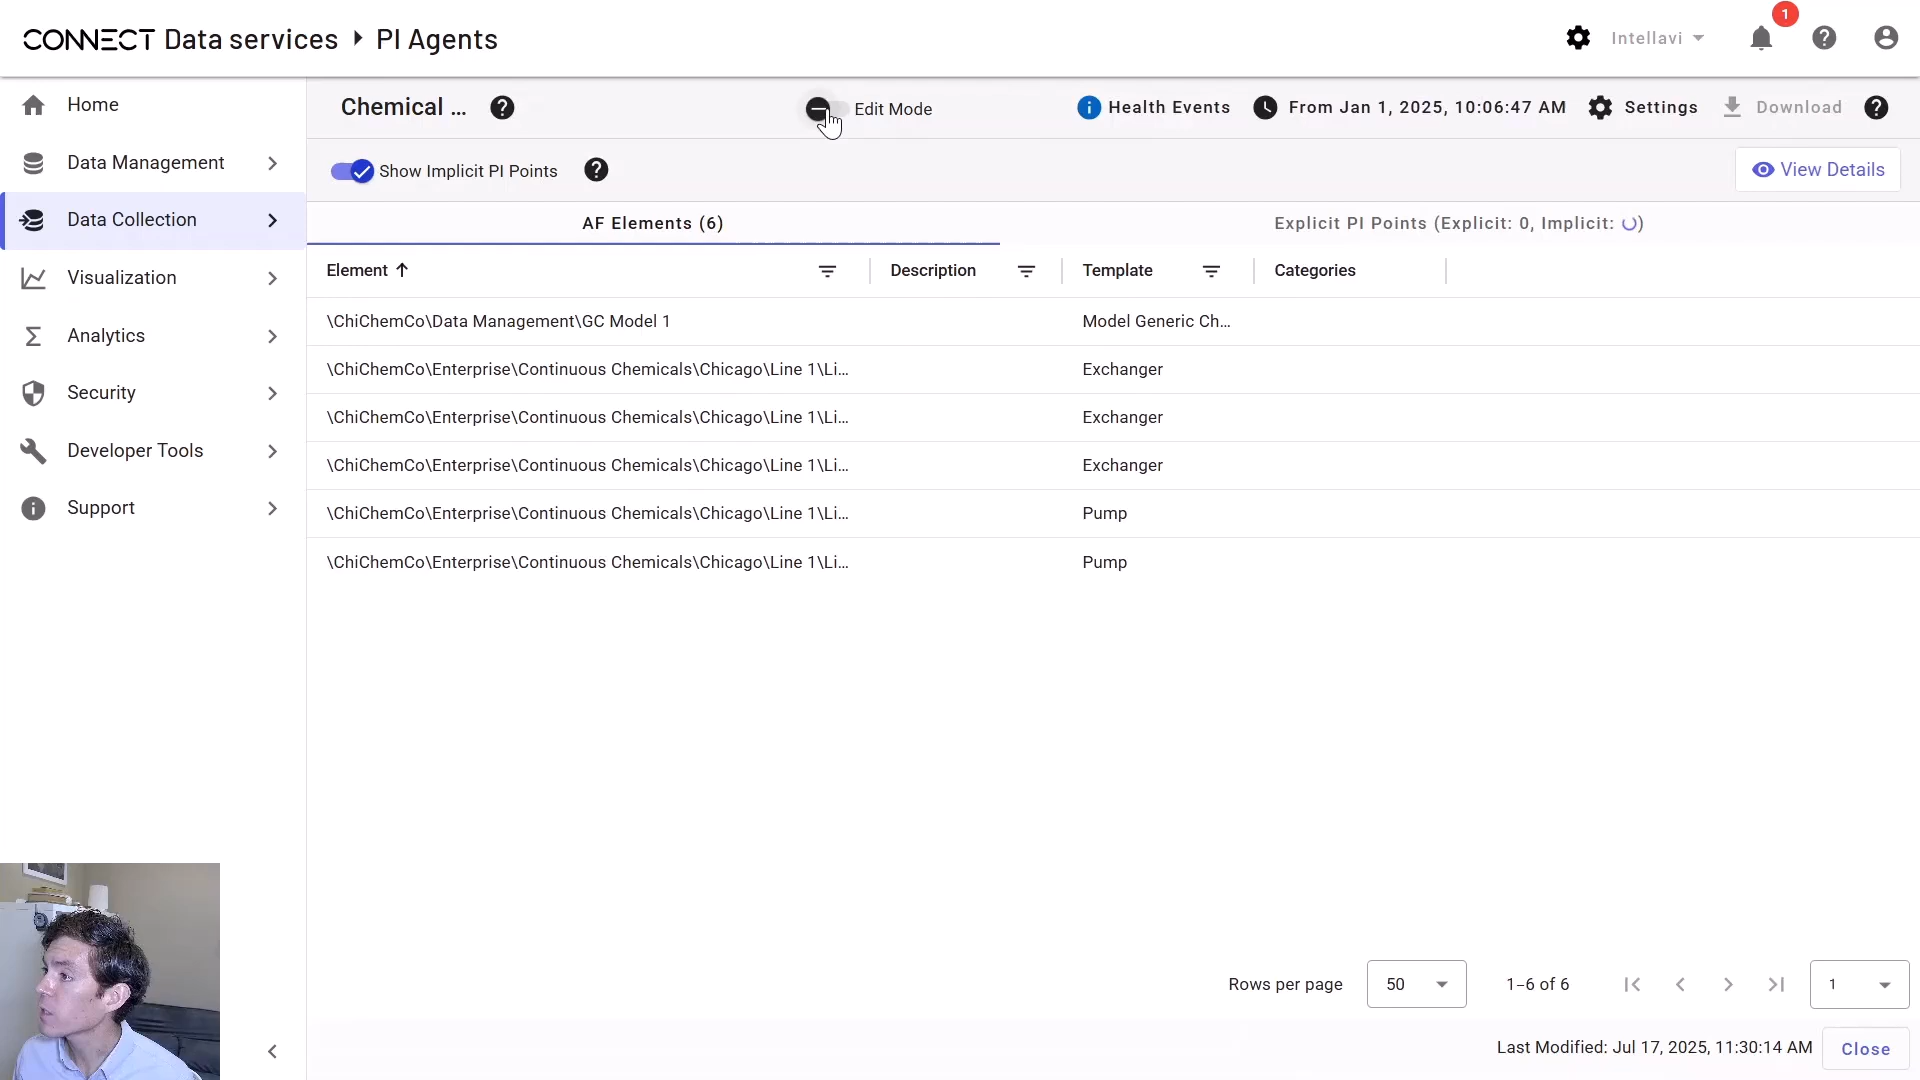 CONNECT Data services ▸ PI Agents
Intellavi
1
Home
Data Management
Data Collection
Visualization
Analytics
Security
Developer Tools
Support
Chemical ...
Edit Mode
Health Events
From Jan 1, 2025, 10:06:47 AM
Settings
Download
Show Implicit PI Points
View Details
AF Elements (6)
Explicit PI Points (Explicit: 0, Implicit: )
Element Description Template Categories
\ChiChemCo\Data Management\GC Model 1 Model Generic Ch...
\ChiChemCo\Enterprise\Continuous Chemicals\Chicago\Line 1\Li... Exchanger
\ChiChemCo\Enterprise\Continuous Chemicals\Chicago\Line 1\Li... Exchanger
\ChiChemCo\Enterprise\Continuous Chemicals\Chicago\Line 1\Li... Exchanger
\ChiChemCo\Enterprise\Continuous Chemicals\Chicago\Line 1\Li... Pump
\ChiChemCo\Enterprise\Continuous Chemicals\Chicago\Line 1\Li... Pump
Rows per page 50 1–6 of 6 1
Last Modified: Jul 17, 2025, 11:30:14 AM Close